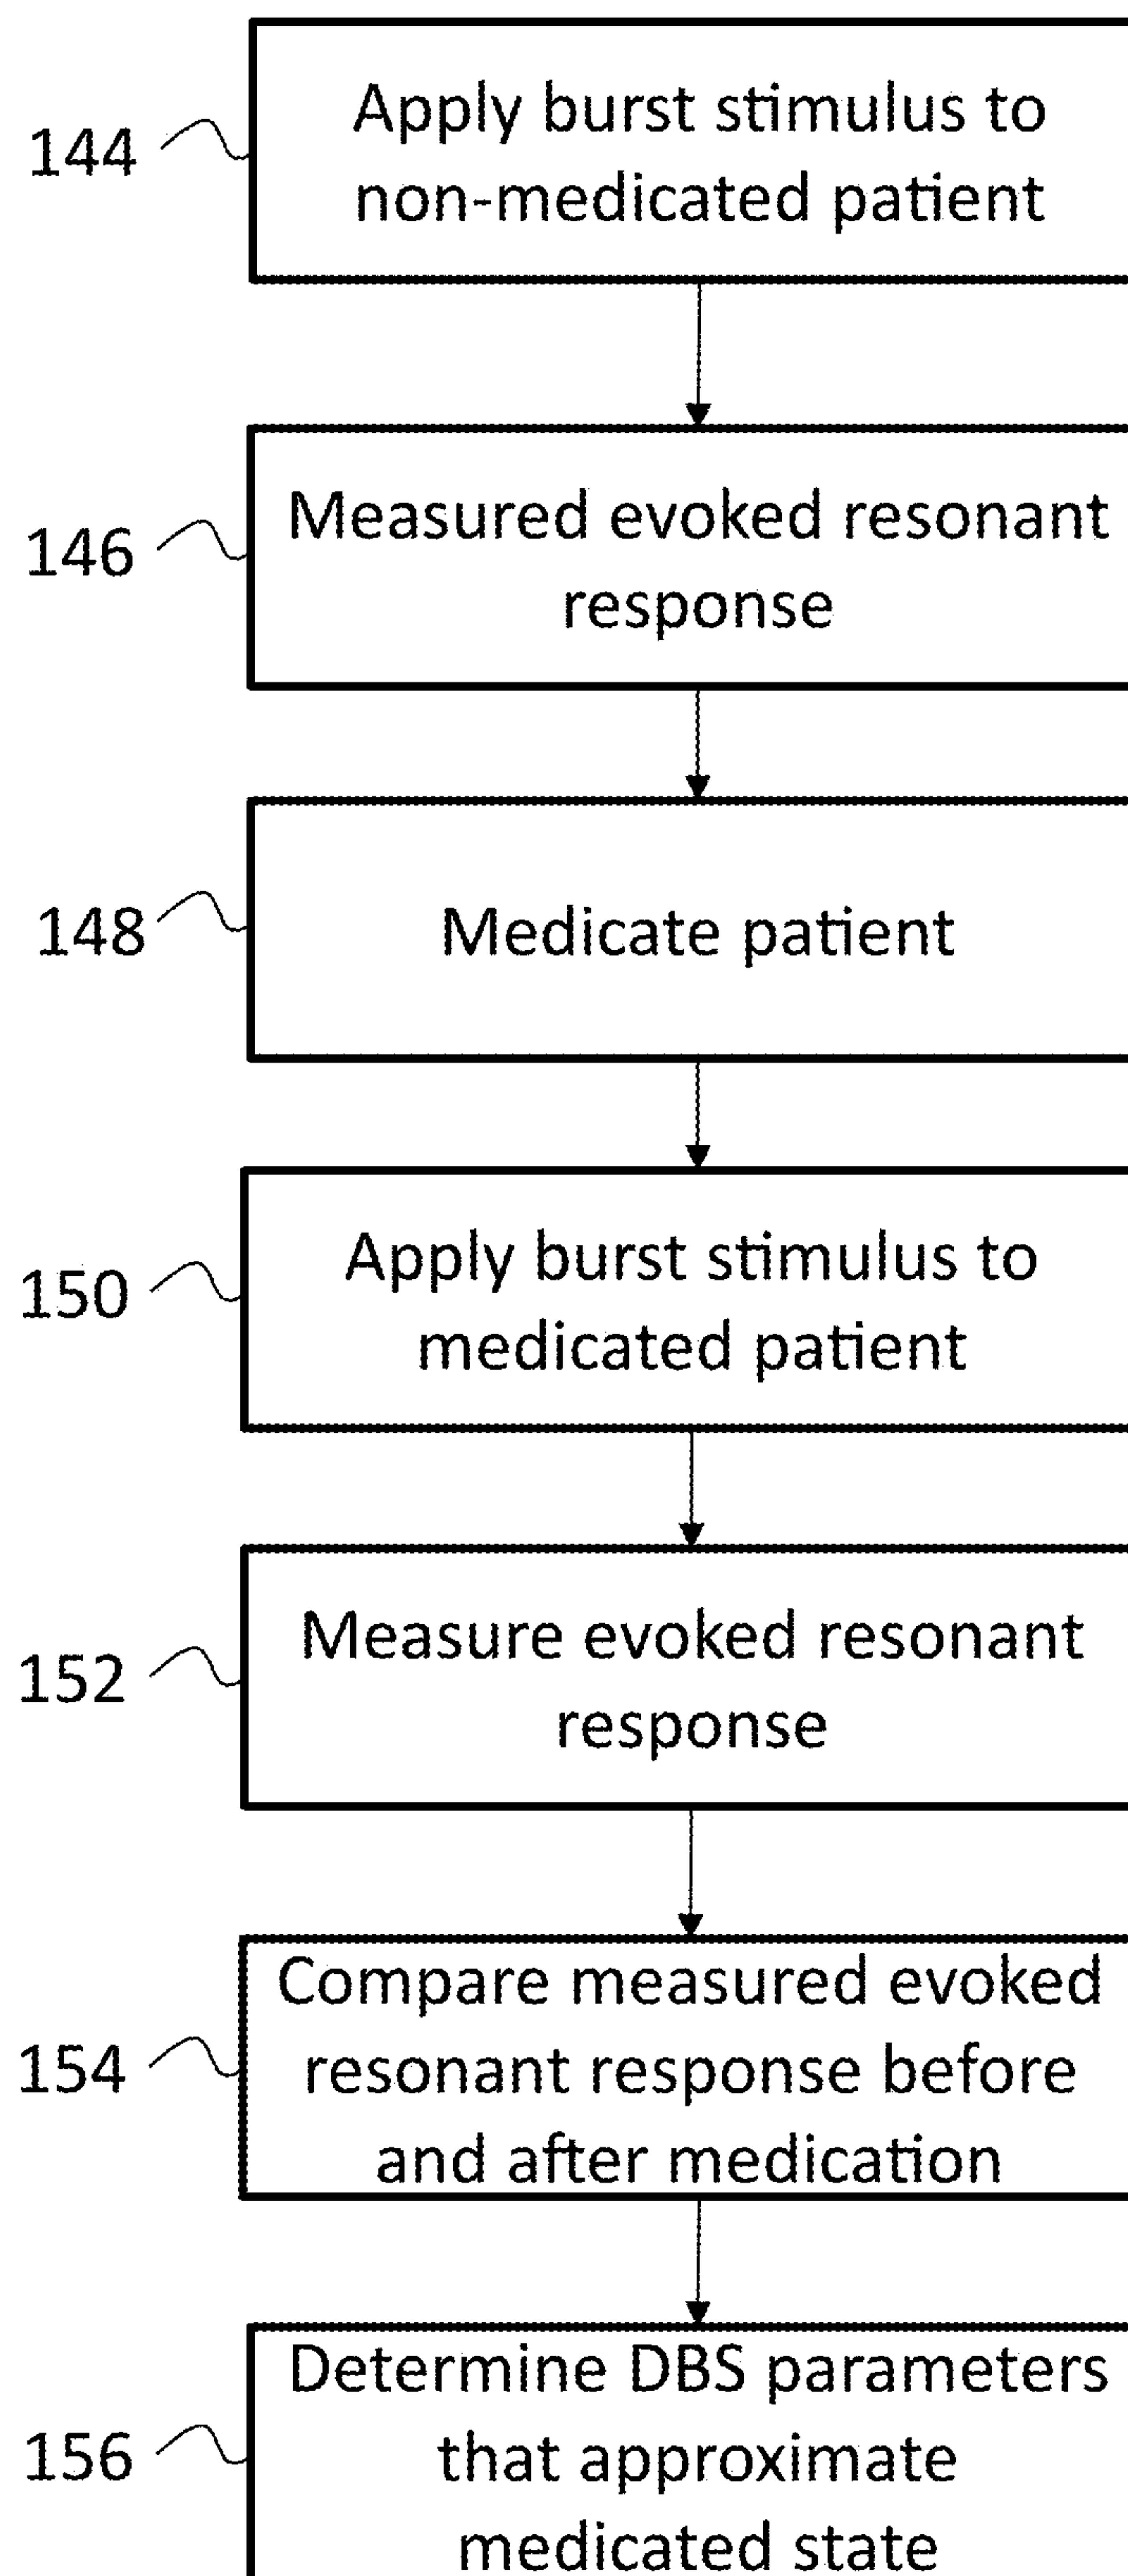 144
Apply burst stimulus to
non-medicated patient
146
Measured evoked resonant
response
148
Medicate patient
150
Apply burst stimulus to
medicated patient
152
Measure evoked resonant
response
154
Compare measured evoked
resonant response before
and after medication
156
Determine DBS parameters
that approximate
medicated state